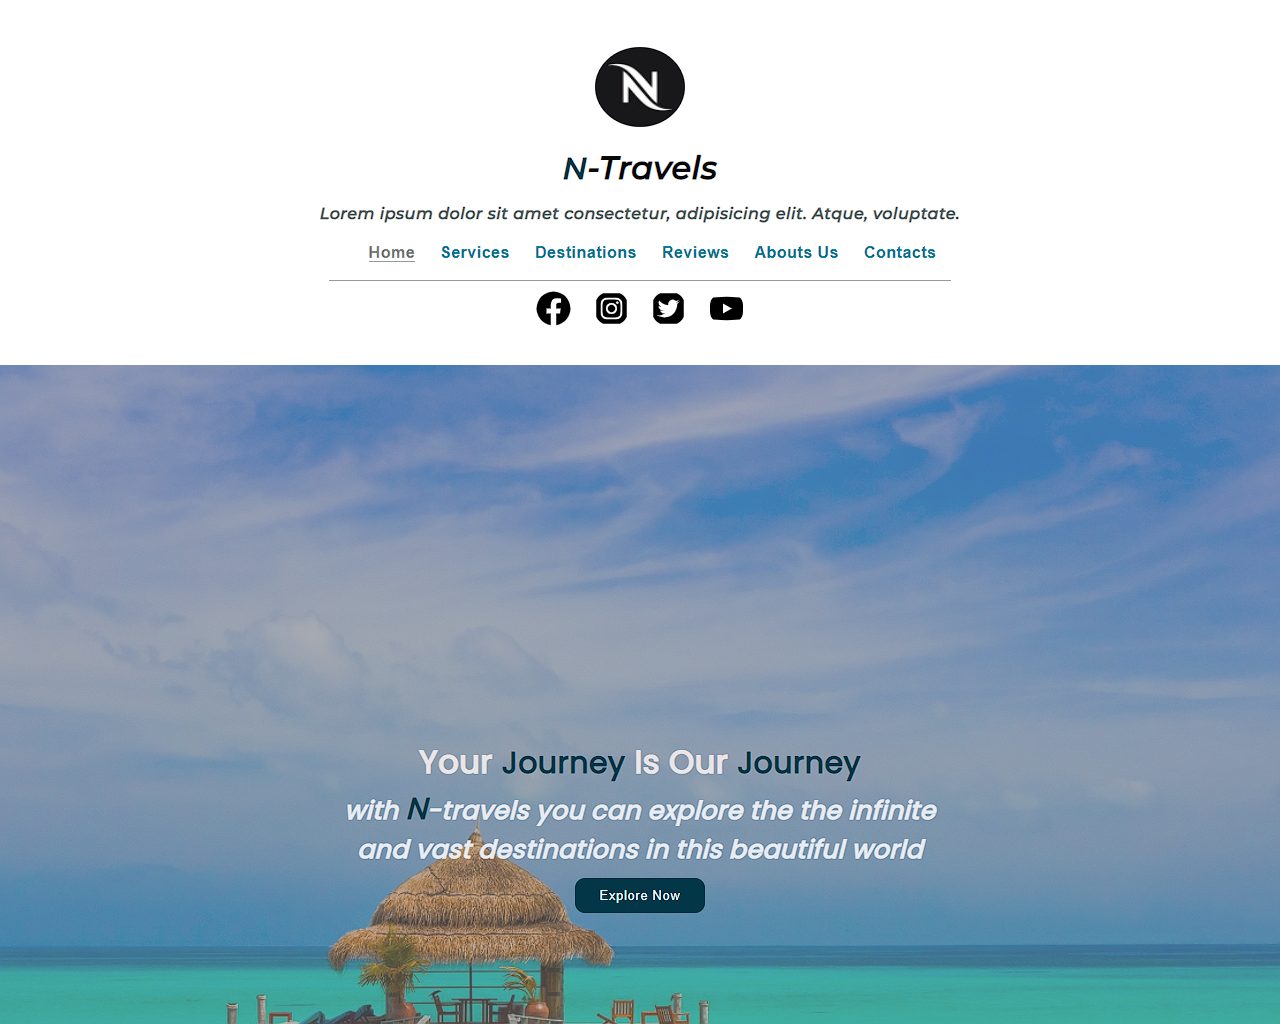 N
N-Travels
Lorem ipsum dolor sit amet consectetur, adipisicing elit. Atque, voluptate.
Home Services Destinations Reviews Abouts Us Contacts
Your Journey Is Our Journey
with N-travels you can explore the the infinite
and vast destinations in this beautiful world
Explore Now